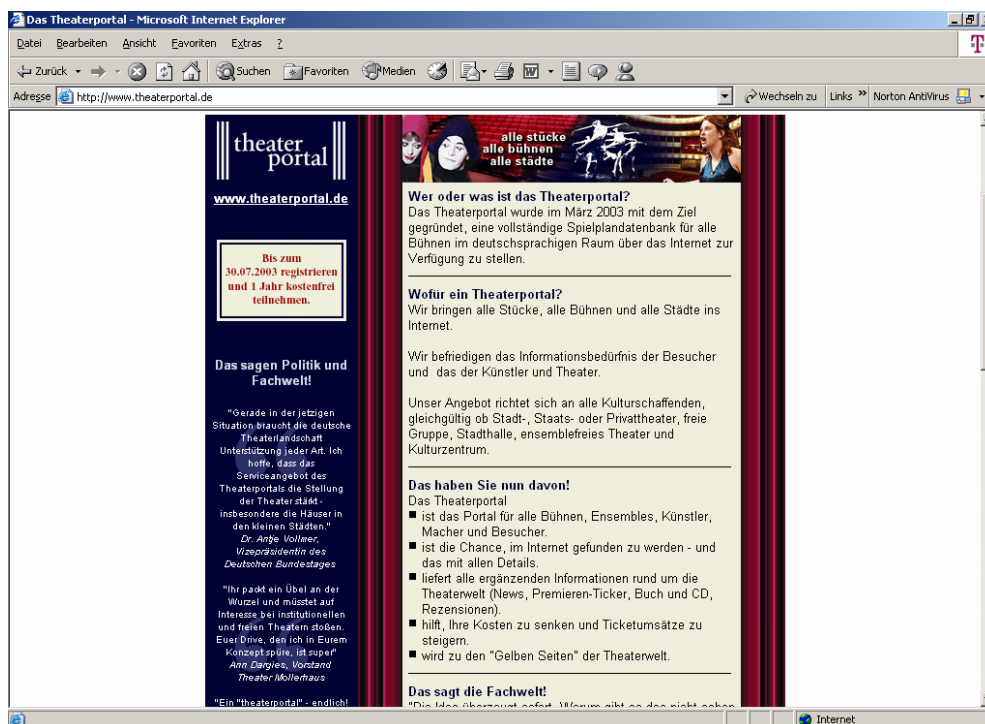 Das Theaterportal - Microsoft Internet Explorer
Datei Bearbeiten Ansicht Favoriten Extras ?
Zurück Suchen Favoriten Medien
Adresse http://www.theaterportal.de Wechseln zu Links » Norton AntiVirus
theater
portal
www.theaterportal.de
Bis zum
30.07.2003 registrieren
und 1 Jahr kostenfrei
teilnehmen.
Das sagen Politik und
Fachwelt!
"Gerade in der jetzigen
Situation braucht die deutsche
Theaterlandschaft
Unterstützung jeder Art. Ich
hoffe, dass das
Serviceangebot des
Theaterportals die Stellung
der Theater stärkt -
insbesondere die Häuser in
den kleinen Städten."
Dr. Antje Vollmer,
Vizepräsidentin des
Deutschen Bundestages
"Ihr packt ein Übel an der
Wurzel und müsstet auf
Interesse bei institutionellen
und freien Theatern stoßen.
Euer Drive, den ich in Eurem
Konzept spüre, ist super"
Ann Dargies, Vorstand
Theater Mollerhaus
"Ein "theaterportal" - endlich!
alle stücke
alle bühnen
alle städte
Wer oder was ist das Theaterportal?
Das Theaterportal wurde im März 2003 mit dem Ziel
gegründet, eine vollständige Spielplandatenbank für alle
Bühnen im deutschsprachigen Raum über das Internet zur
Verfügung zu stellen.
Wofür ein Theaterportal?
Wir bringen alle Stücke, alle Bühnen und alle Städte ins
Internet.
Wir befriedigen das Informationsbedürfnis der Besucher
und das der Künstler und Theater.
Unser Angebot richtet sich an alle Kulturschaffenden,
gleichgültig ob Stadt-, Staats- oder Privattheater, freie
Gruppe, Stadthalle, ensemblefreies Theater und
Kulturzentrum.
Das haben Sie nun davon!
Das Theaterportal
ist das Portal für alle Bühnen, Ensembles, Künstler,
Macher und Besucher.
ist die Chance, im Internet gefunden zu werden - und
das mit allen Details.
liefert alle ergänzenden Informationen rund um die
Theaterwelt (News, Premieren-Ticker, Buch und CD,
Rezensionen).
hilft, Ihre Kosten zu senken und Ticketumsätze zu
steigern.
wird zu den "Gelben Seiten" der Theaterwelt.
Das sagt die Fachwelt!
"Die Idee überzeugt sofort. Warum gibt es das nicht schon
Internet